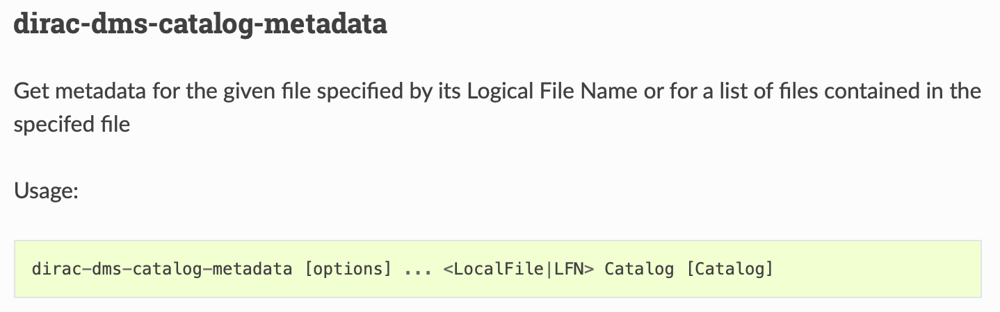 dirac-dms-catalog-metadata
Get metadata for the given file specified by its Logical File Name or for a list of files contained in the
specifed file
Usage:
dirac-dms-catalog-metadata [options] ... <LocalFile|LFN> Catalog [Catalog]